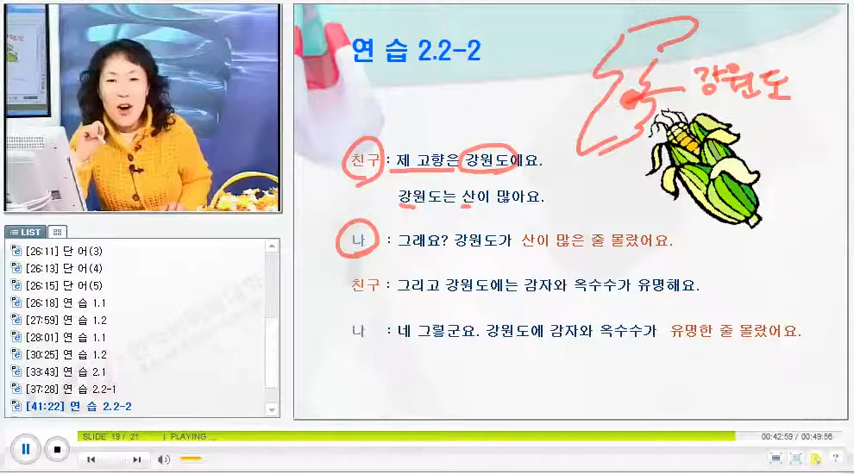 연 습 2.2-2
강원도
친구 : 제 고향은 강원도예요.
강원도는 산이 많아요.
나 : 그래요? 강원도가 산이 많은 줄 몰랐어요.
친구 : 그리고 강원도에는 감자와 옥수수가 유명해요.
나 : 네 그렇군요. 강원도에 감자와 옥수수가 유명한 줄 몰랐어요.
LIST
[26:11] 단 어(3)
[26:13] 단 어(4)
[26:15] 단 어(5)
[26:18] 연 습 1.1
[27:59] 연 습 1.2
[28:01] 연 습 1.1
[30:25] 연 습 1.2
[33:43] 연 습 2.1
[37:28] 연 습 2.2-1
[41:22] 연 습 2.2-2
SLIDE 19 / 21 | PLAYING ...
00:42:59 / 00:49:56